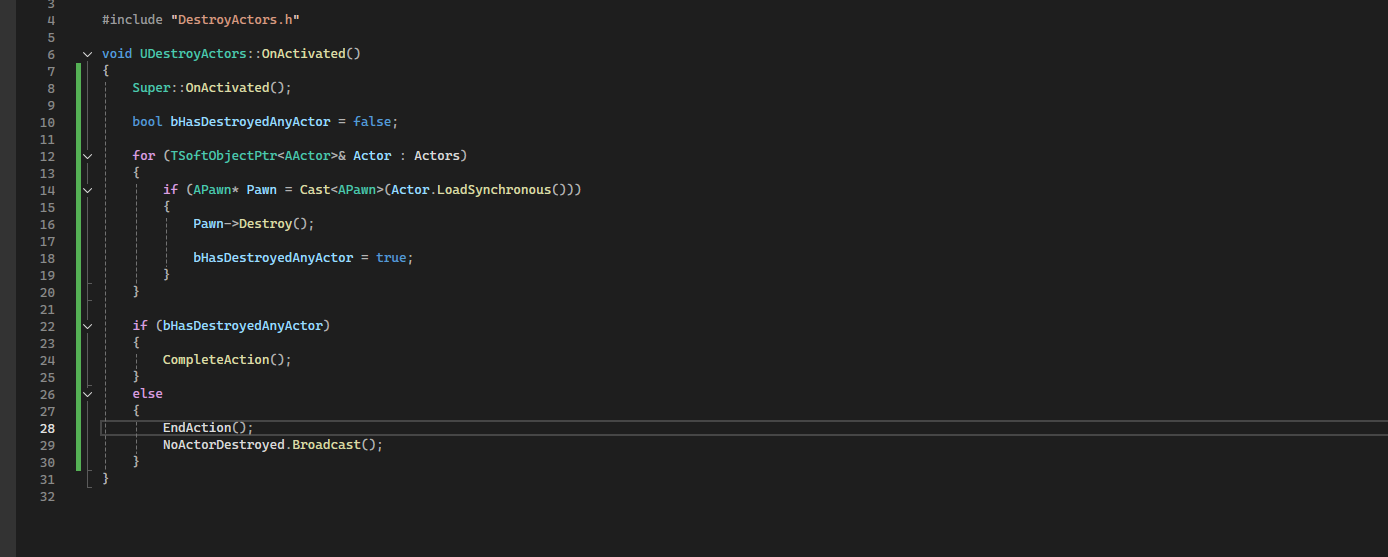 3
4 #include "DestroyActors.h"
5
6 void UDestroyActors::OnActivated()
7 {
8     Super::OnActivated();
9
10     bool bHasDestroyedAnyActor = false;
11
12     for (TSoftObjectPtr<AActor>& Actor : Actors)
13     {
14         if (APawn* Pawn = Cast<APawn>(Actor.LoadSynchronous()))
15         {
16             Pawn->Destroy();
17
18             bHasDestroyedAnyActor = true;
19         }
20     }
21
22     if (bHasDestroyedAnyActor)
23     {
24         CompleteAction();
25     }
26     else
27     {
28         EndAction();
29         NoActorDestroyed.Broadcast();
30     }
31 }
32